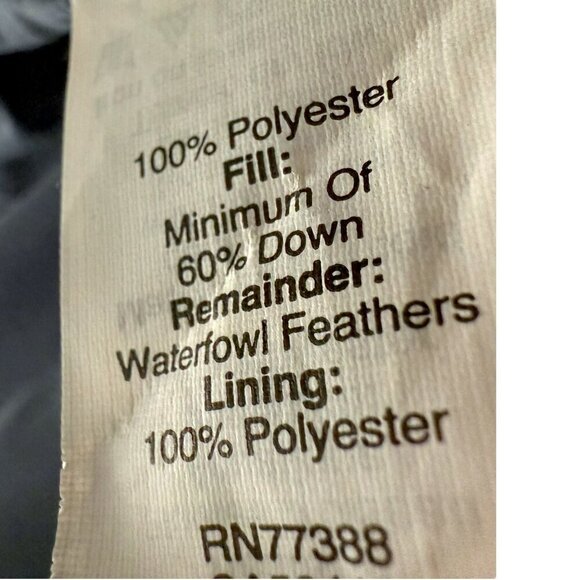 100% Polyester
Fill:
Minimum Of
60% Down
Remainder:
Waterfowl Feathers
Lining:
100% Polyester
RN77388